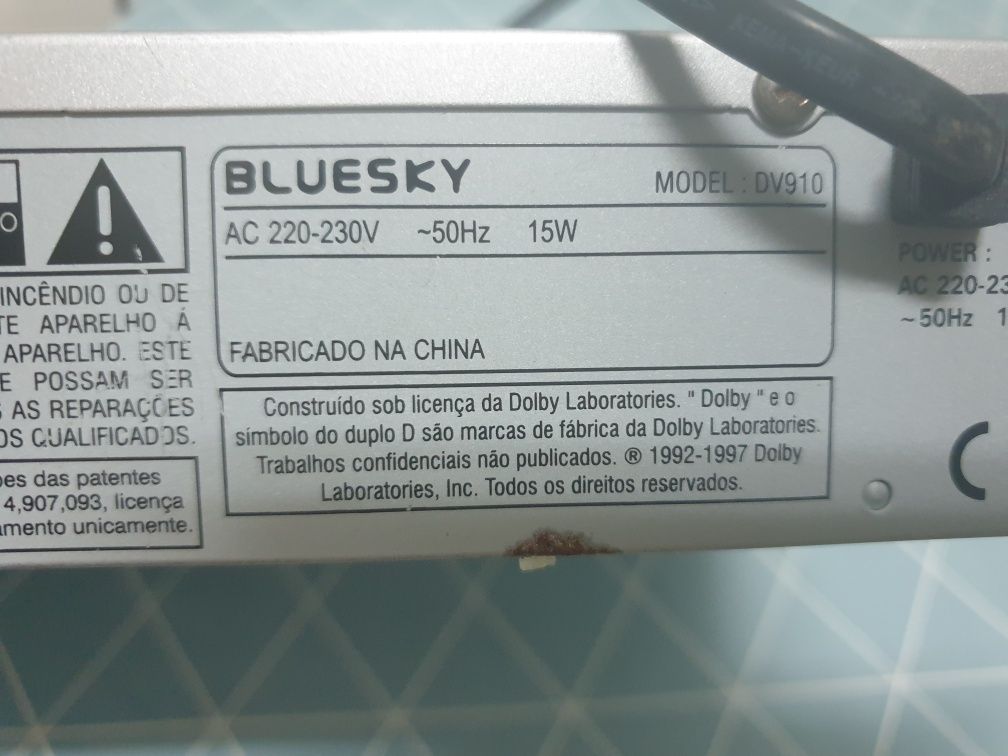 BLUESKY
MODEL : DV910
AC 220-230V ~50Hz 15W
FABRICADO NA CHINA
Construído sob licença da Dolby Laboratories. " Dolby " e o
símbolo do duplo D são marcas de fábrica da Dolby Laboratories.
Trabalhos confidenciais não publicados. ® 1992-1997 Dolby
Laboratories, Inc. Todos os direitos reservados.
INCÊNDIO OU DE
APARELHO Á
APARELHO. ESTE
E POSSAM SER
AS REPARAÇÕES
OS QUALIFICADOS.
das patentes
4,907,093, licença
unicamente.
POWER :
AC 220-23
~50Hz 1
KEMA-KEUR